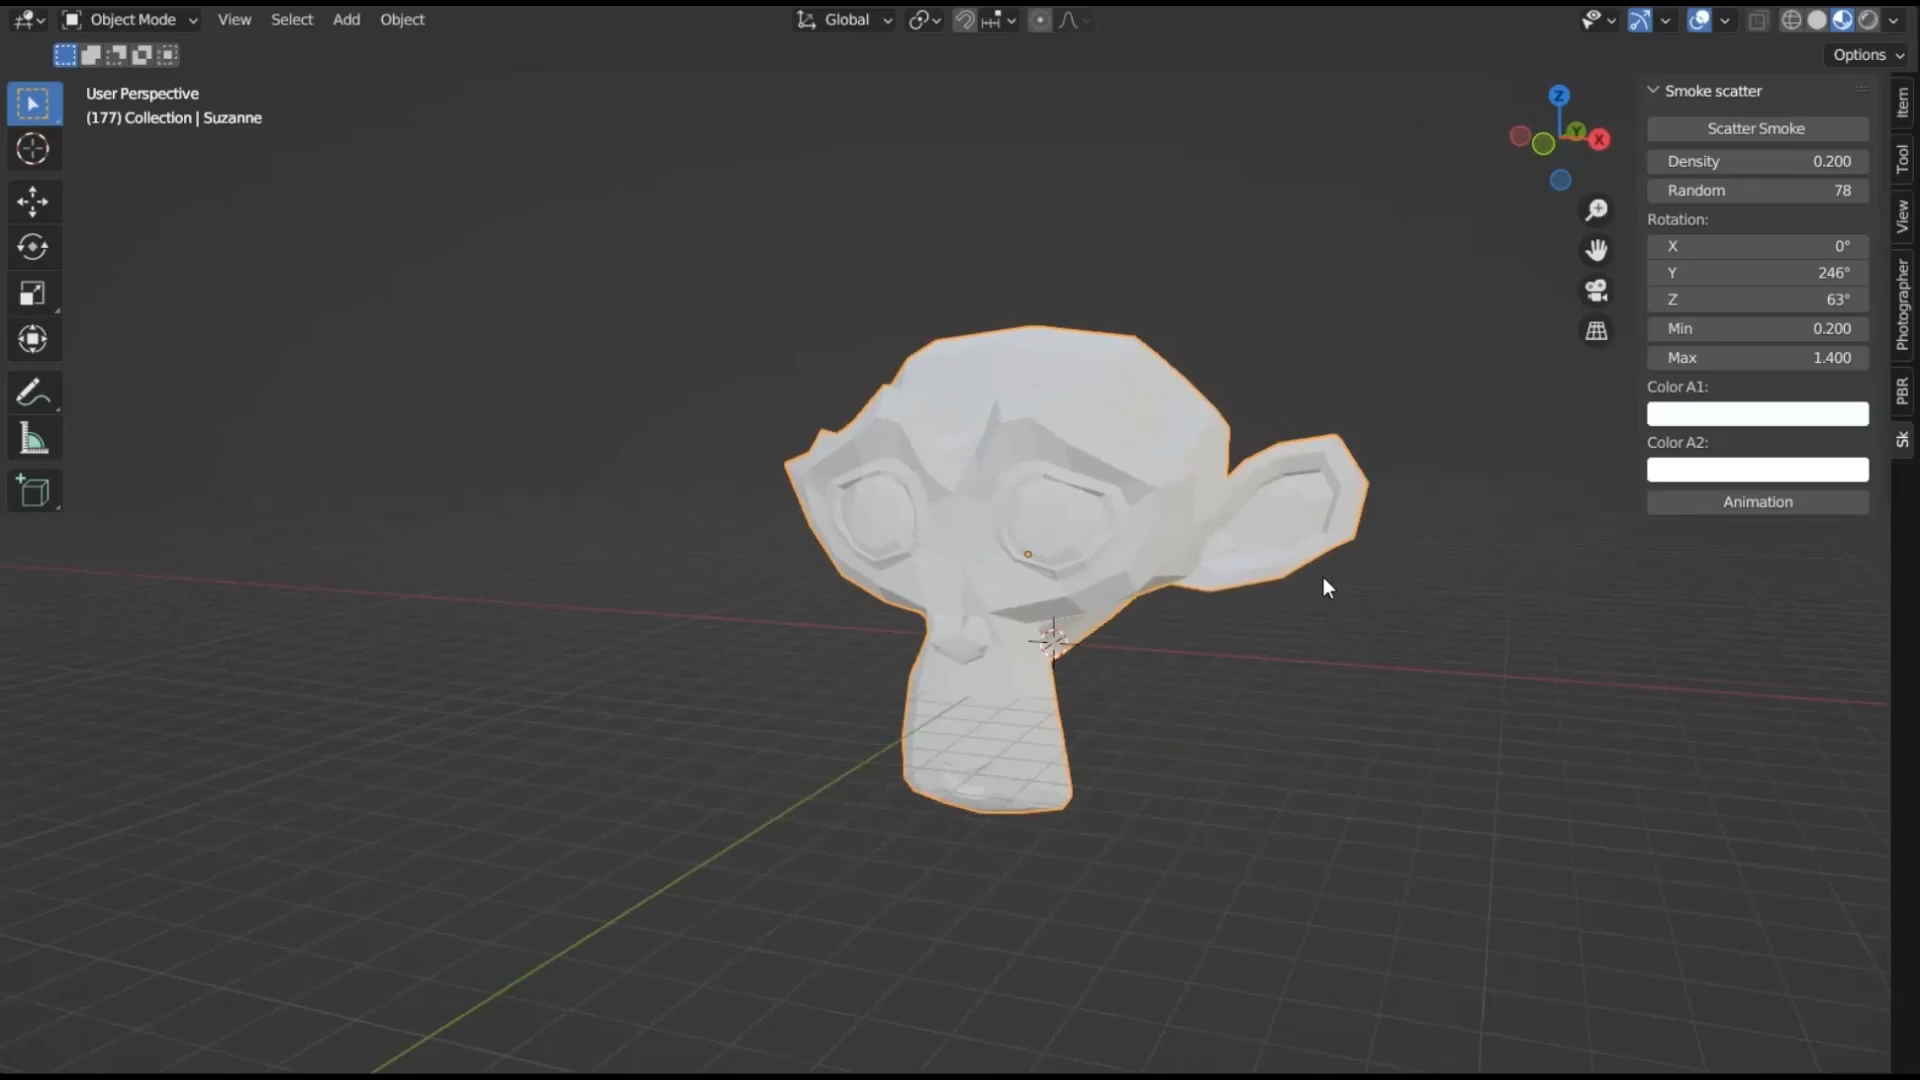 Object Mode View Select Add Object Global
Options
User Perspective
(177) Collection | Suzanne
Z
Y
X
Smoke scatter
Scatter Smoke
Density 0.200
Random 78
Rotation:
X 0°
Y 246°
Z 63°
Min 0.200
Max 1.400
Color A1:
Color A2:
Animation
Item
Tool
View
Photographer
PBR
Sk